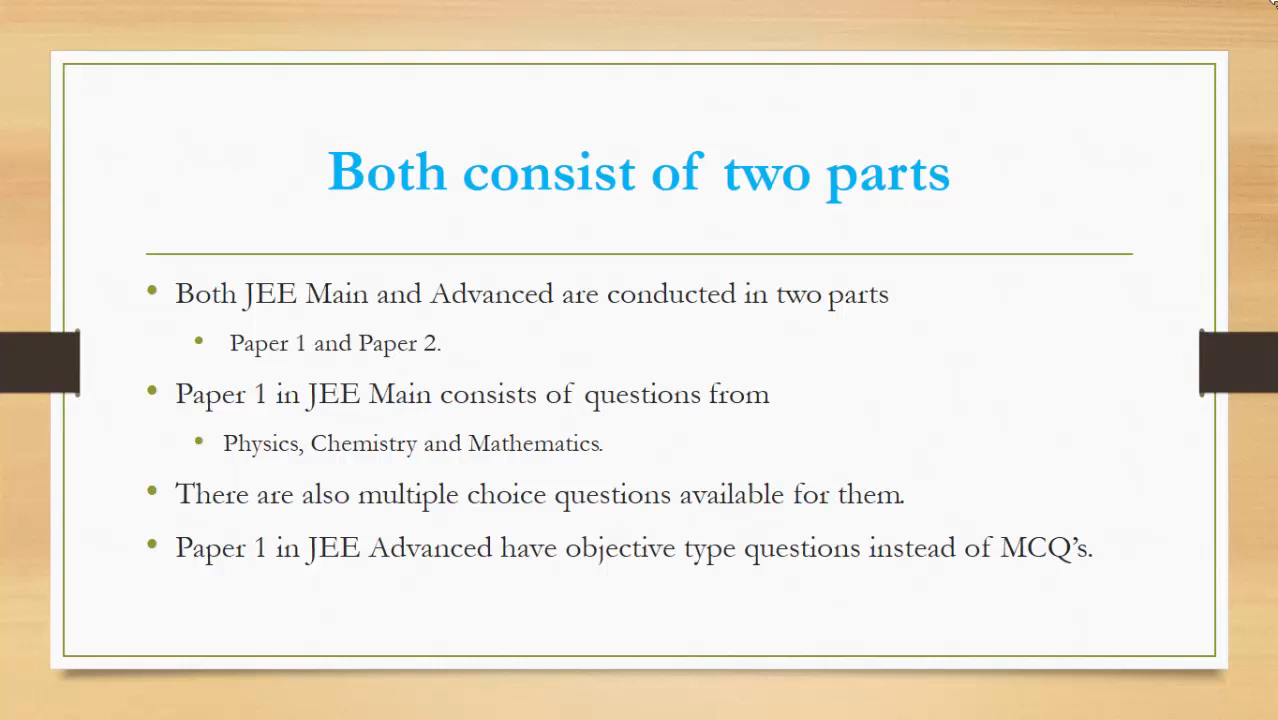 Both consist of two parts
• Both JEE Main and Advanced are conducted in two parts
• Paper 1 and Paper 2.
• Paper 1 in JEE Main consists of questions from
• Physics, Chemistry and Mathematics.
• There are also multiple choice questions available for them.
• Paper 1 in JEE Advanced have objective type questions instead of MCQ’s.